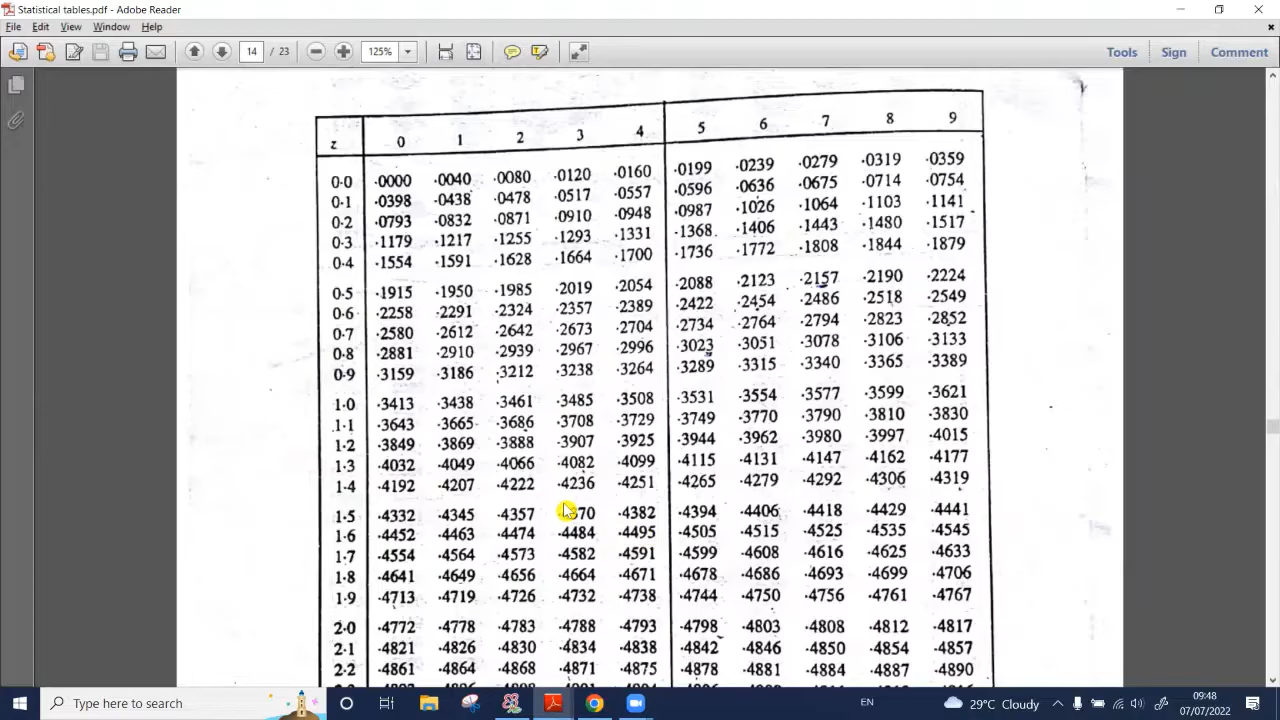 Statistical tables.pdf - Adobe Reader
File Edit View Window Help
14 / 23 125% Tools Sign Comment
z 0 1 2 3 4 5 6 7 8 9
0·0 ·0000 ·0040 ·0080 ·0120 ·0160 ·0199 ·0239 ·0279 ·0319 ·0359
0·1 ·0398 ·0438 ·0478 ·0517 ·0557 ·0596 ·0636 ·0675 ·0714 ·0754
0·2 ·0793 ·0832 ·0871 ·0910 ·0948 ·0987 ·1026 ·1064 ·1103 ·1141
0·3 ·1179 ·1217 ·1255 ·1293 ·1331 ·1368 ·1406 ·1443 ·1480 ·1517
0·4 ·1554 ·1591 ·1628 ·1664 ·1700 ·1736 ·1772 ·1808 ·1844 ·1879
0·5 ·1915 ·1950 ·1985 ·2019 ·2054 ·2088 ·2123 ·2157 ·2190 ·2224
0·6 ·2258 ·2291 ·2324 ·2357 ·2389 ·2422 ·2454 ·2486 ·2518 ·2549
0·7 ·2580 ·2612 ·2642 ·2673 ·2704 ·2734 ·2764 ·2794 ·2823 ·2852
0·8 ·2881 ·2910 ·2939 ·2967 ·2996 ·3023 ·3051 ·3078 ·3106 ·3133
0·9 ·3159 ·3186 ·3212 ·3238 ·3264 ·3289 ·3315 ·3340 ·3365 ·3389
1·0 ·3413 ·3438 ·3461 ·3485 ·3508 ·3531 ·3554 ·3577 ·3599 ·3621
1·1 ·3643 ·3665 ·3686 ·3708 ·3729 ·3749 ·3770 ·3790 ·3810 ·3830
1·2 ·3849 ·3869 ·3888 ·3907 ·3925 ·3944 ·3962 ·3980 ·3997 ·4015
1·3 ·4032 ·4049 ·4066 ·4082 ·4099 ·4115 ·4131 ·4147 ·4162 ·4177
1·4 ·4192 ·4207 ·4222 ·4236 ·4251 ·4265 ·4279 ·4292 ·4306 ·4319
1·5 ·4332 ·4345 ·4357 ·4370 ·4382 ·4394 ·4406 ·4418 ·4429 ·4441
1·6 ·4452 ·4463 ·4474 ·4484 ·4495 ·4505 ·4515 ·4525 ·4535 ·4545
1·7 ·4554 ·4564 ·4573 ·4582 ·4591 ·4599 ·4608 ·4616 ·4625 ·4633
1·8 ·4641 ·4649 ·4656 ·4664 ·4671 ·4678 ·4686 ·4693 ·4699 ·4706
1·9 ·4713 ·4719 ·4726 ·4732 ·4738 ·4744 ·4750 ·4756 ·4761 ·4767
2·0 ·4772 ·4778 ·4783 ·4788 ·4793 ·4798 ·4803 ·4808 ·4812 ·4817
2·1 ·4821 ·4826 ·4830 ·4834 ·4838 ·4842 ·4846 ·4850 ·4854 ·4857
2·2 ·4861 ·4864 ·4868 ·4871 ·4875 ·4878 ·4881 ·4884 ·4887 ·4890
Type here to search EN 29°C Cloudy 09:48
07/07/2022